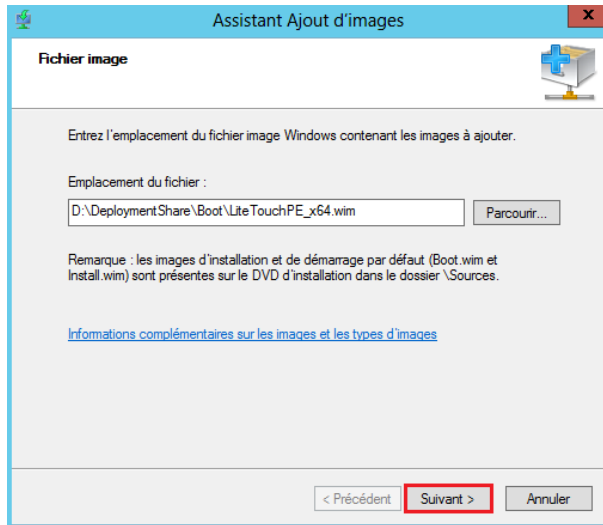 Assistant Ajout d'images
x
Fichier image
Entrez l'emplacement du fichier image Windows contenant les images à ajouter.
Emplacement du fichier :
D:\DeploymentShare\Boot\LiteTouchPE_x64.wim
Parcourir...
Remarque : les images d'installation et de démarrage par défaut (Boot.wim et
Install.wim) sont présentes sur le DVD d'installation dans le dossier \Sources.
Informations complémentaires sur les images et les types d'images
< Précédent Suivant > Annuler